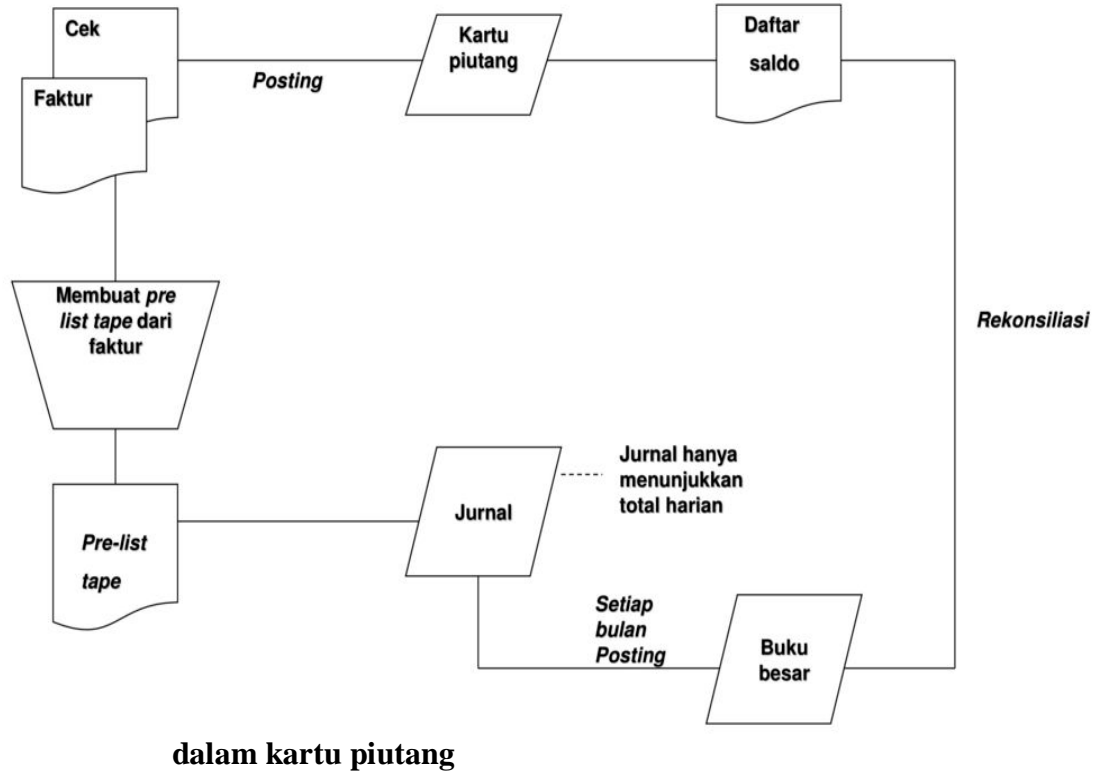 Cek
Faktur
Posting
Kartu
piutang
Daftar
saldo
Membuat pre
list tape dari
faktur
Rekonsiliasi
Pre-list
tape
Jurnal
Jurnal hanya
menunjukkan
total harian
Setiap
bulan
Posting
Buku
besar
dalam kartu piutang